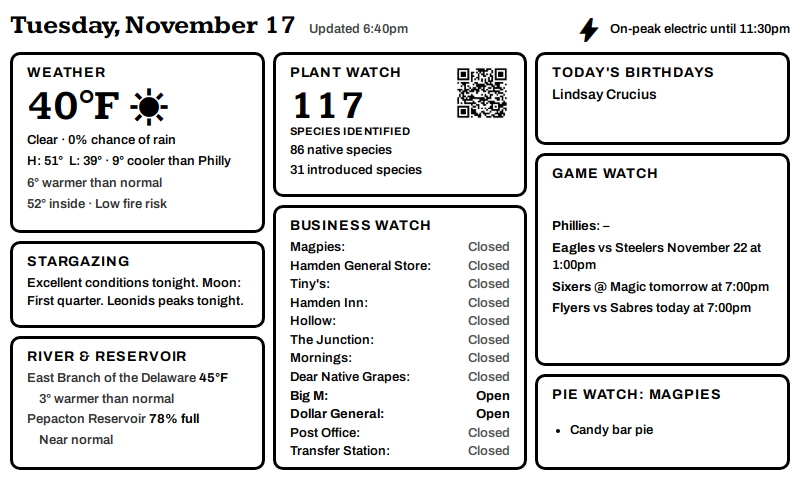 Tuesday, November 17 Updated 6:40pm
On-peak electric until 11:30pm
WEATHER
40°F
Clear · 0% chance of rain
H: 51° L: 39° · 9° cooler than Philly
6° warmer than normal
52° inside · Low fire risk
STARGAZING
Excellent conditions tonight. Moon:
First quarter. Leonids peaks tonight.
RIVER & RESERVOIR
East Branch of the Delaware 45°F
3° warmer than normal
Pepacton Reservoir 78% full
Near normal
PLANT WATCH
117
SPECIES IDENTIFIED
86 native species
31 introduced species
BUSINESS WATCH
Magpies: Closed
Hamden General Store: Closed
Tiny's: Closed
Hamden Inn: Closed
Hollow: Closed
The Junction: Closed
Mornings: Closed
Dear Native Grapes: Closed
Big M: Open
Dollar General: Open
Post Office: Closed
Transfer Station: Closed
TODAY'S BIRTHDAYS
Lindsay Crucius
GAME WATCH
Phillies: –
Eagles vs Steelers November 22 at
1:00pm
Sixers @ Magic tomorrow at 7:00pm
Flyers vs Sabres today at 7:00pm
PIE WATCH: MAGPIES
• Candy bar pie